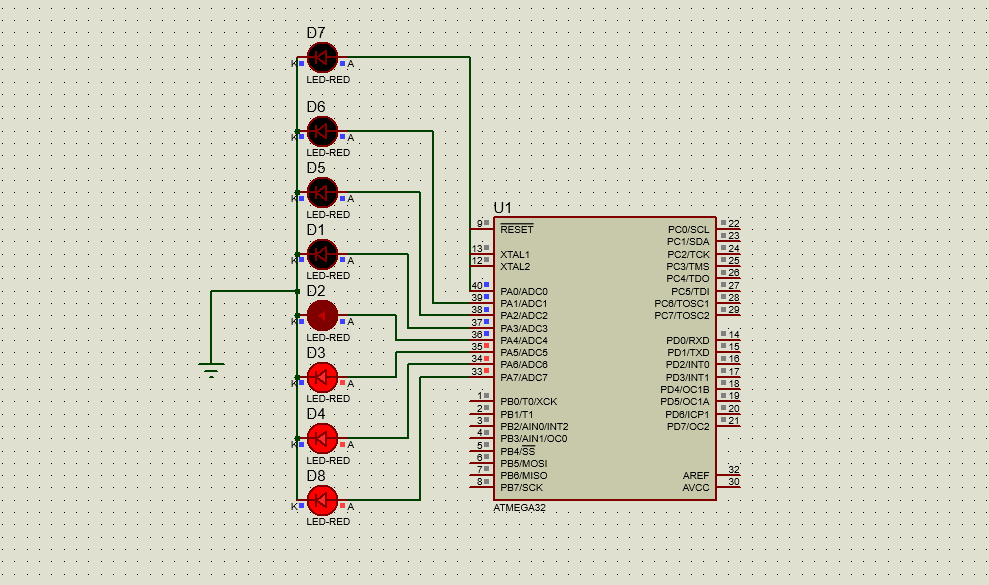 D7
K A
LED-RED
D6
K A
LED-RED
D5
K A
LED-RED
D1
K A
LED-RED
D2
K A
LED-RED
D3
K A
LED-RED
D4
K A
LED-RED
D8
K A
LED-RED
U1
9 RESET PC0/SCL 22
PC1/SDA 23
13 XTAL1 PC2/TCK 24
12 XTAL2 PC3/TMS 25
PC4/TDO 26
40 PA0/ADC0 PC5/TDI 27
39 PA1/ADC1 PC6/TOSC1 28
38 PA2/ADC2 PC7/TOSC2 29
37 PA3/ADC3
36 PA4/ADC4 PD0/RXD 14
35 PA5/ADC5 PD1/TXD 15
34 PA6/ADC6 PD2/INT0 16
33 PA7/ADC7 PD3/INT1 17
PD4/OC1B 18
1 PB0/T0/XCK PD5/OC1A 19
2 PB1/T1 PD6/ICP1 20
3 PB2/AIN0/INT2 PD7/OC2 21
4 PB3/AIN1/OC0
5 PB4/SS
6 PB5/MOSI
7 PB6/MISO AREF 32
8 PB7/SCK AVCC 30
ATMEGA32